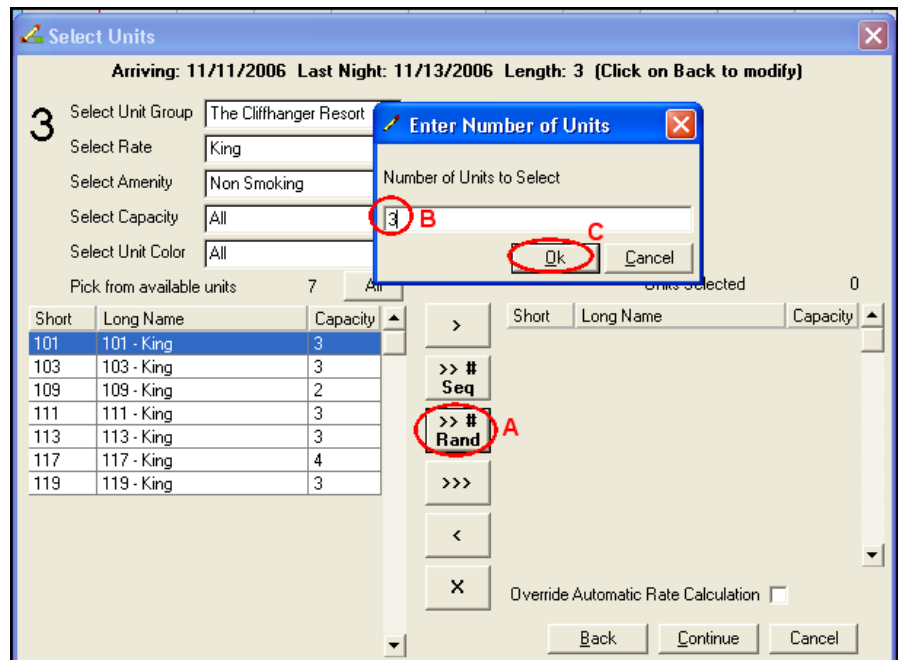 Select Units
Arriving: 11/11/2006 Last Night: 11/13/2006 Length: 3 (Click on Back to modify)
3
Select Unit Group The Cliffhanger Resort
Select Rate King
Select Amenity Non Smoking
Select Capacity All
Select Unit Color All
Enter Number of Units
Number of Units to Select
3 B
C
Ok Cancel
Pick from available units 7 All
Units Selected 0
Short Long Name Capacity
101 101 - King 3
103 103 - King 3
109 109 - King 2
111 111 - King 3
113 113 - King 3
117 117 - King 4
119 119 - King 3
>
>> #
Seq
>> #
Rand
A
>>>
<
X
Short Long Name Capacity
Override Automatic Rate Calculation
Back Continue Cancel